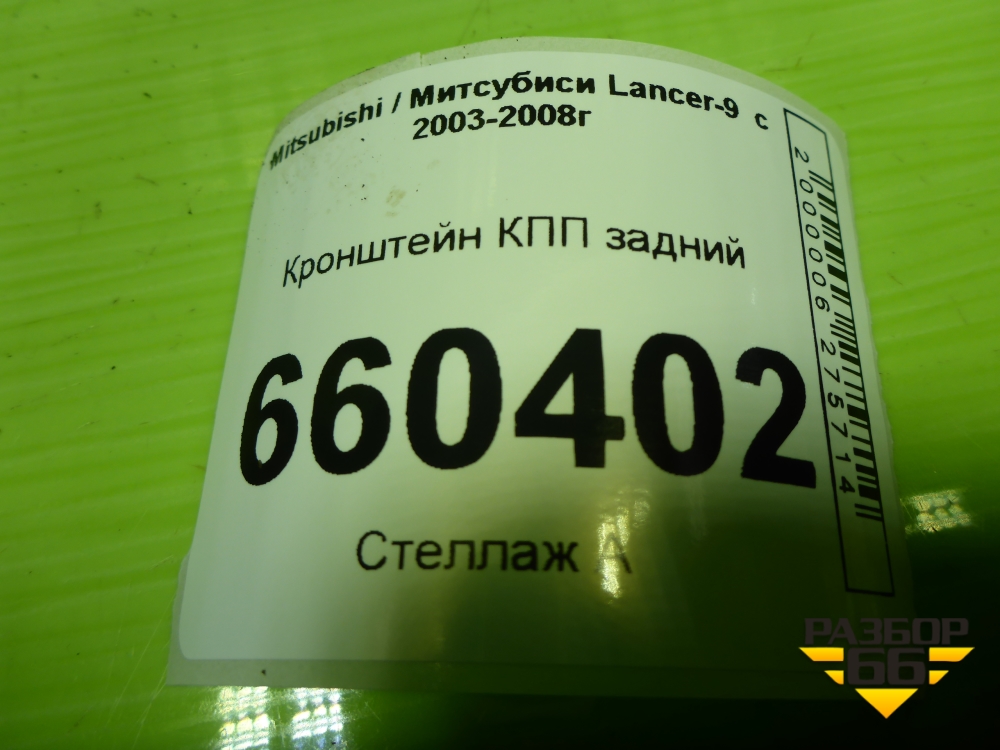 Mitsubishi / Митсубиси Lancer-9 с
2003-2008г
Кронштейн КПП задний
660402
Стеллаж А
2000006275714
РАЗБОР
66